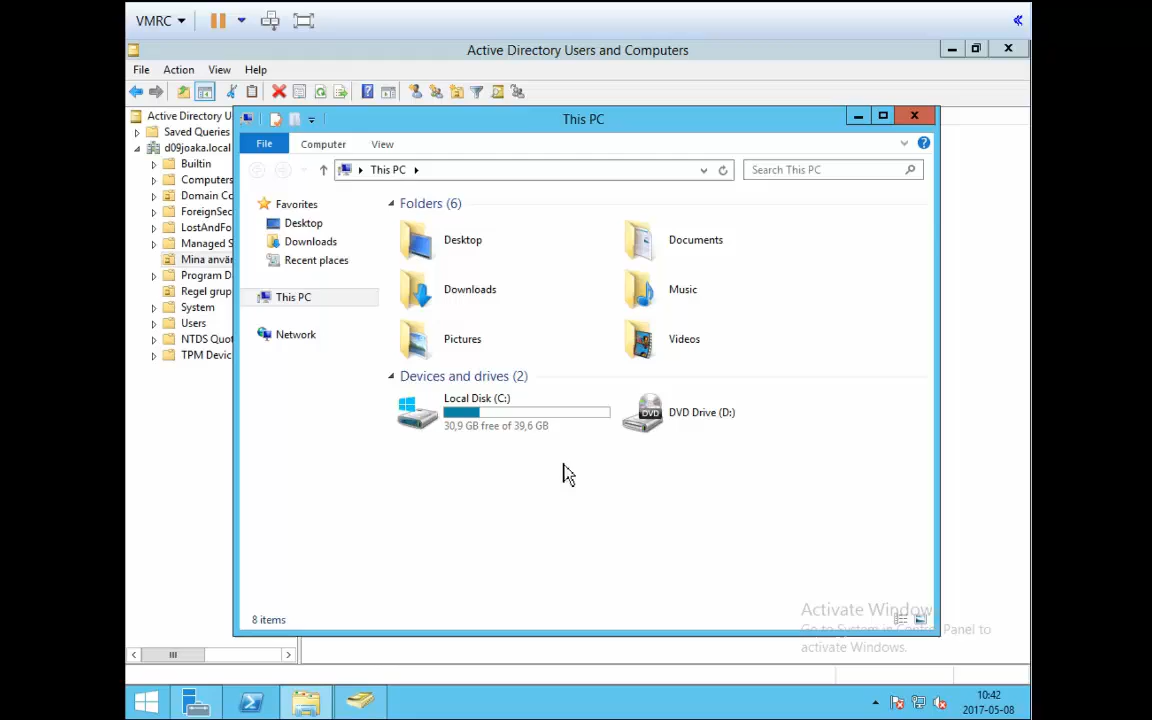 VMRC
Active Directory Users and Computers
File Action View Help
Active Directory U
Saved Queries
d09joaka.local
Builtin
Computers
Domain Co
ForeignSec
LostAndFo
Managed S
Mina använ
Program D
Regel grup
System
Users
NTDS Quot
TPM Devic
This PC
File Computer View
This PC
Search This PC
Favorites
Desktop
Downloads
Recent places
This PC
Network
Folders (6)
Desktop
Documents
Downloads
Music
Pictures
Videos
Devices and drives (2)
Local Disk (C:)
30,9 GB free of 39,6 GB
DVD
DVD Drive (D:)
8 items
Activate Window
Go to System in Control Panel to
activate Windows.
10:42
2017-05-08